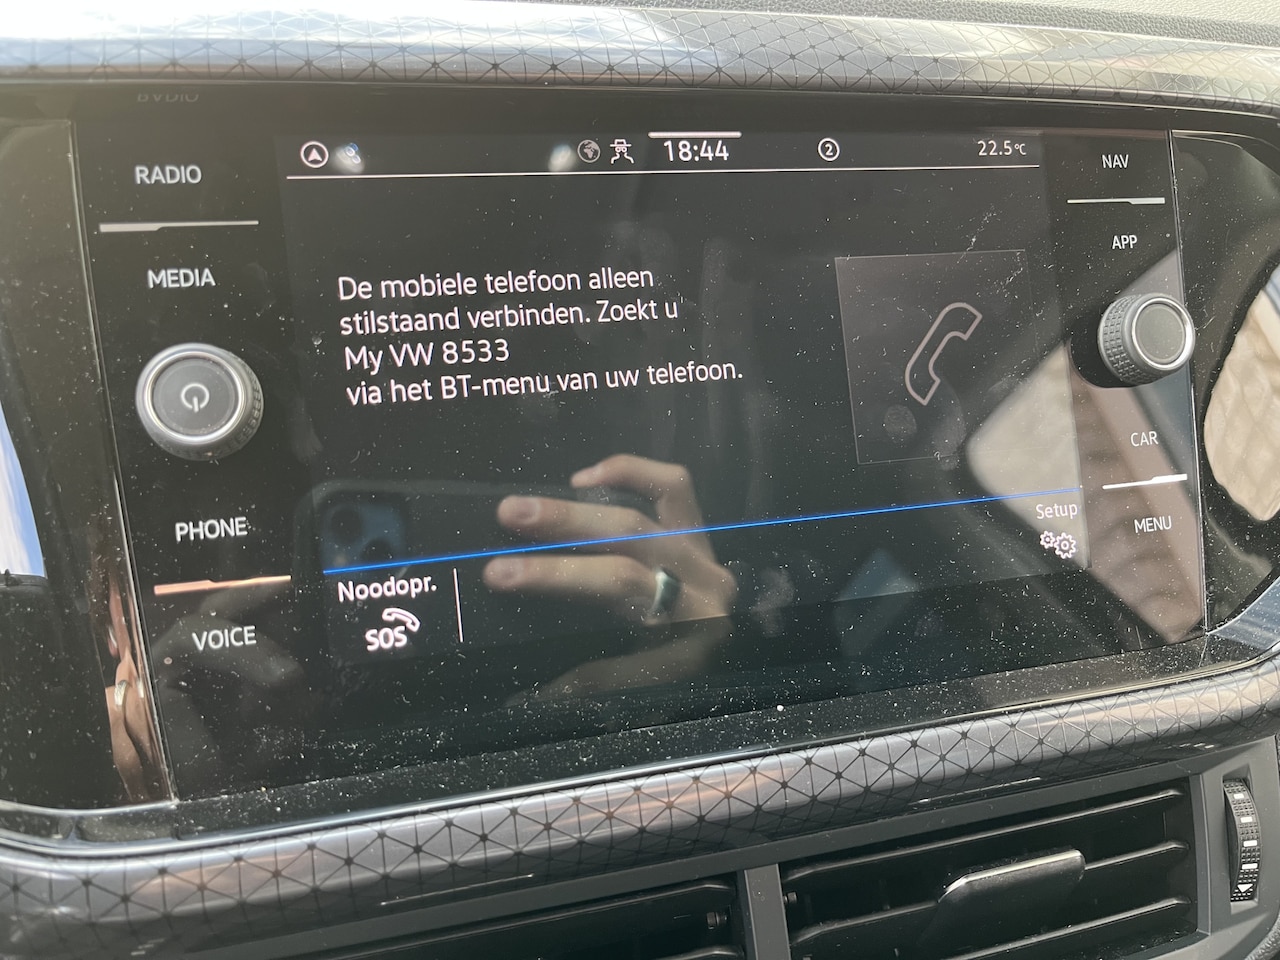 RADIO
MEDIA
PHONE
VOICE
18:44
2
22.5°C
De mobiele telefoon alleen
stilstaand verbinden. Zoekt u
My VW 8533
via het BT-menu van uw telefoon.
Noodopr.
SOS
Setup
NAV
APP
CAR
MENU